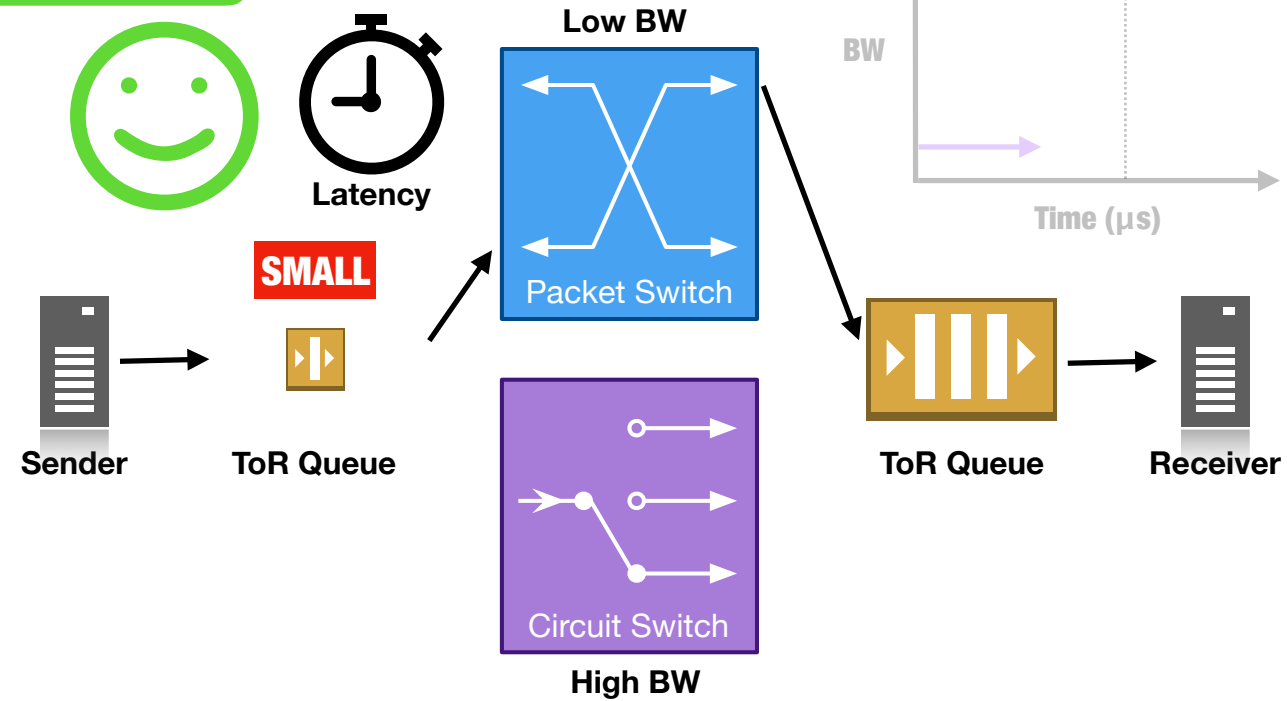 Low BW
BW
Latency
Time (μs)
SMALL
Packet Switch
Sender
ToR Queue
ToR Queue
Receiver
Circuit Switch
High BW